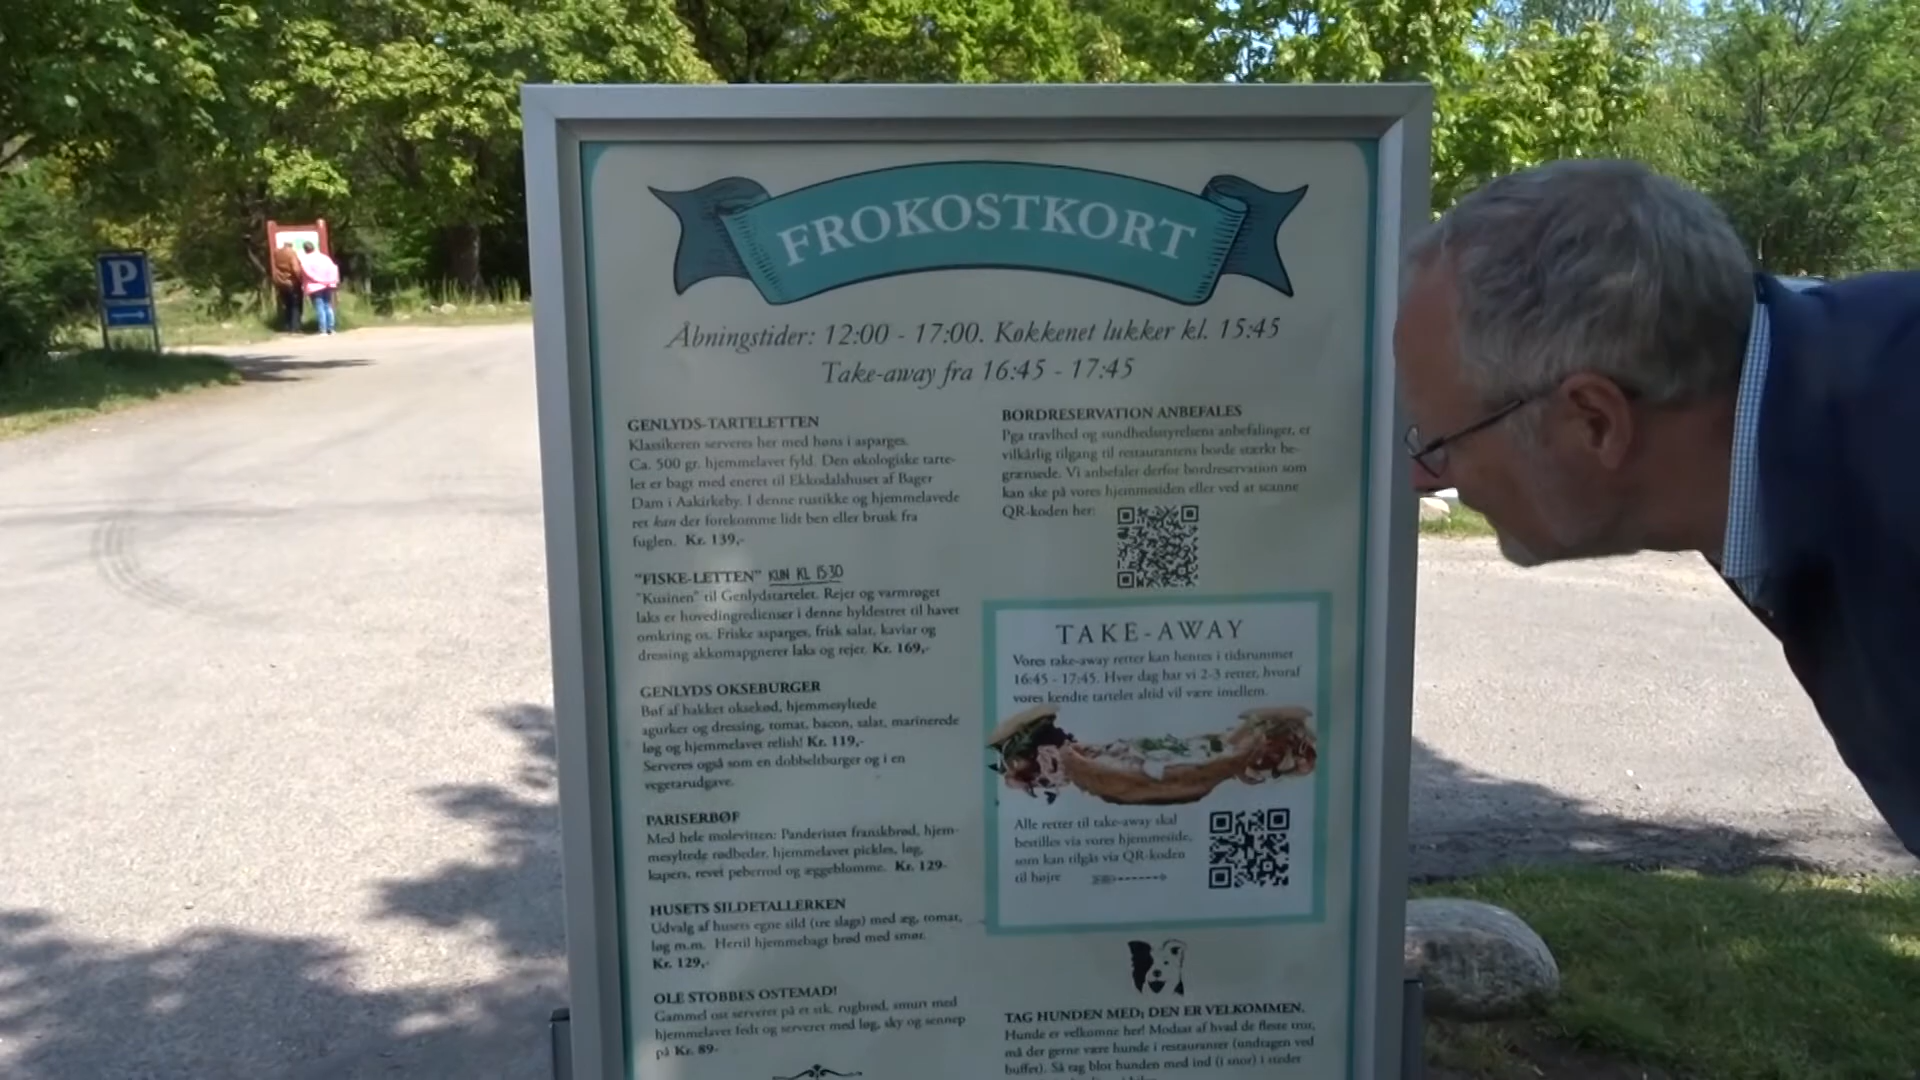 P
FROKOSTKORT
Åbningstider: 12:00 - 17:00. Køkkenet lukker kl. 15:45
Take-away fra 16:45 - 17:45
GENLYDS-TARTELETTEN
Klassikeren serveres her med høns i asparges.
Ca. 500 gr. hjemmelavet fyld. Den økologiske tarte-
let er bagt med eneret til Ekkodalshuset af Bager
Dam i Aakirkeby. I denne rustikke og hjemmelavede
ret kan der forekomme lidt ben eller brusk fra
fuglen. Kr. 139,-
"FISKE-LETTEN" KUN KL 15:30
"Kusinen" til Genlydstartelet. Rejer og varmrøget
laks er hovedingredienser i denne hyldestret til havet
omkring os. Friske asparges, frisk salat, kaviar og
dressing akkomapgnerer laks og rejer. Kr. 169,-
GENLYDS OKSEBURGER
Bøf af hakket oksekød, hjemmesyltede
agurker og dressing, tomat, bacon, salat, marinerede
løg og hjemmelavet relish! Kr. 119,-
Serveres også som en dobbeltburger og i en
vegetarudgave.
PARISERBØF
Med hele molevitten: Panderistet franskbrød, hjem-
mesyltede rødbeder, hjemmelavet pickles, løg,
kapers, revet peberrod og æggeblomme. Kr. 129-
HUSETS SILDETALLERKEN
Udvalg af husets egne sild (tre slags) med æg, tomat,
løg m.m. Hertil hjemmebagt brød med smør.
Kr. 129,-
OLE STOBBES OSTEMAD!
Gammel ost serveret på et stk. rugbrød, smurt med
hjemmelavet fedt og serveret med løg, sky og sennep
på Kr. 89-
BORDRESERVATION ANBEFALES
Pga travlhed og sundhedsstyrelsens anbefalinger, er
vilkårlig tilgang til restaurantens borde stærkt be-
grænsede. Vi anbefaler derfor bordreservation som
kan ske på vores hjemmesiden eller ved at scanne
QR-koden her:
TAKE-AWAY
Vores take-away retter kan hentes i tidsrummet
16:45 - 17:45. Hver dag har vi 2-3 retter, hvoraf
vores kendte tartelet altid vil være imellem.
Alle retter til take-away skal
bestilles via vores hjemmeside,
som kan tilgås via QR-koden
til højre
TAG HUNDEN MED; DEN ER VELKOMMEN.
Hunde er velkomne her! Modsat af hvad de fleste tror,
må der gerne være hunde i restauranter (undtagen ved
buffet). Så tag blot hunden med ind (i snor) i stedet